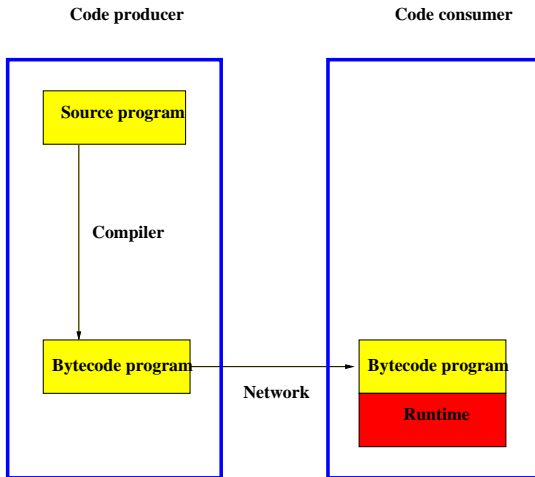 Code producer
Code consumer
Source program
Compiler
Bytecode program
Network
Bytecode program
Runtime